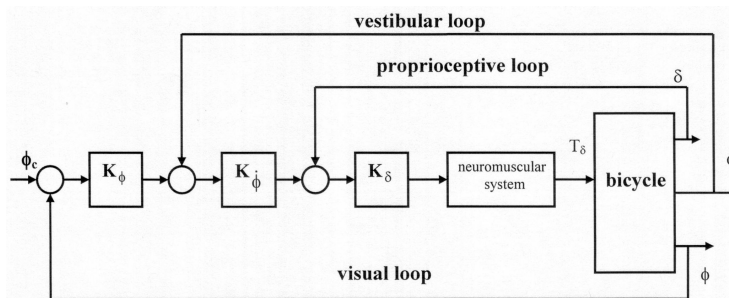 vestibular loop
proprioceptive loop
δ
ϕc
Kϕ
Kϕ̇
Kδ
neuromuscular
system
Tδ
bicycle
visual loop
ϕ